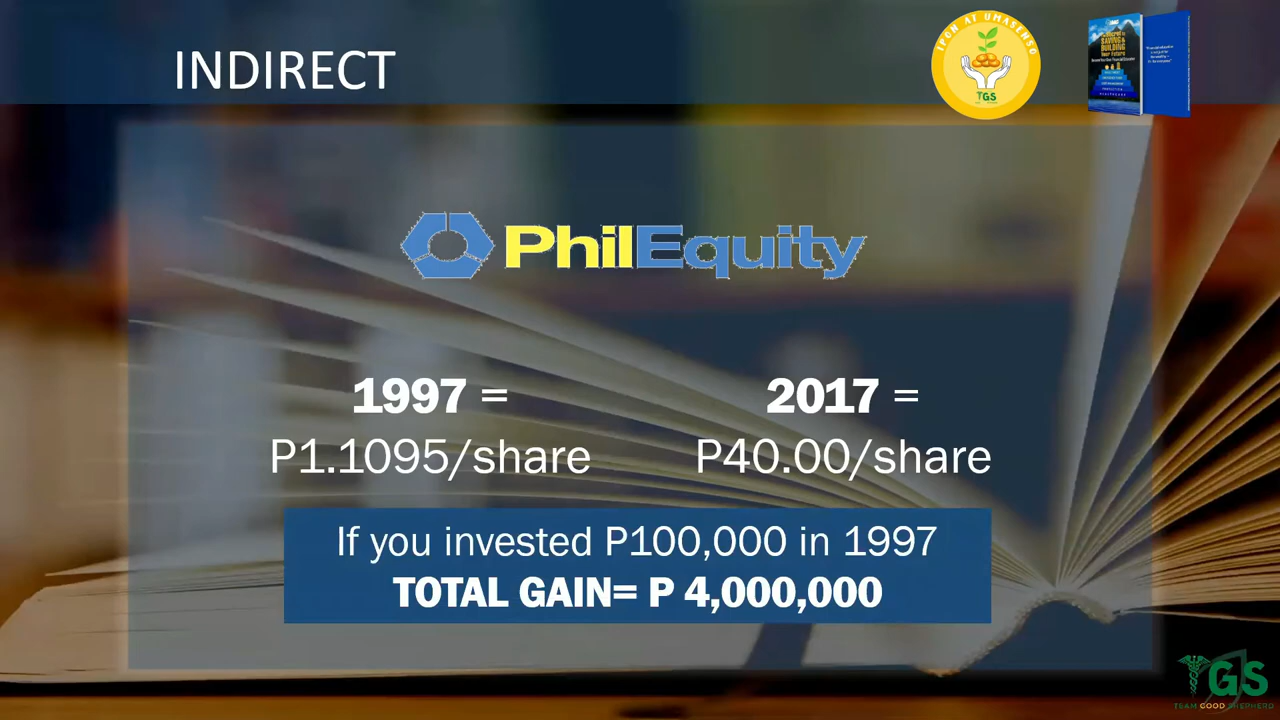 INDIRECT
IPON AT UMASENSO
TGS
PhilEquity
1997 =
2017 =
P1.1095/share
P40.00/share
If you invested P100,000 in 1997
TOTAL GAIN= P 4,000,000
TGS
TEAM GOOD SHEPHERD